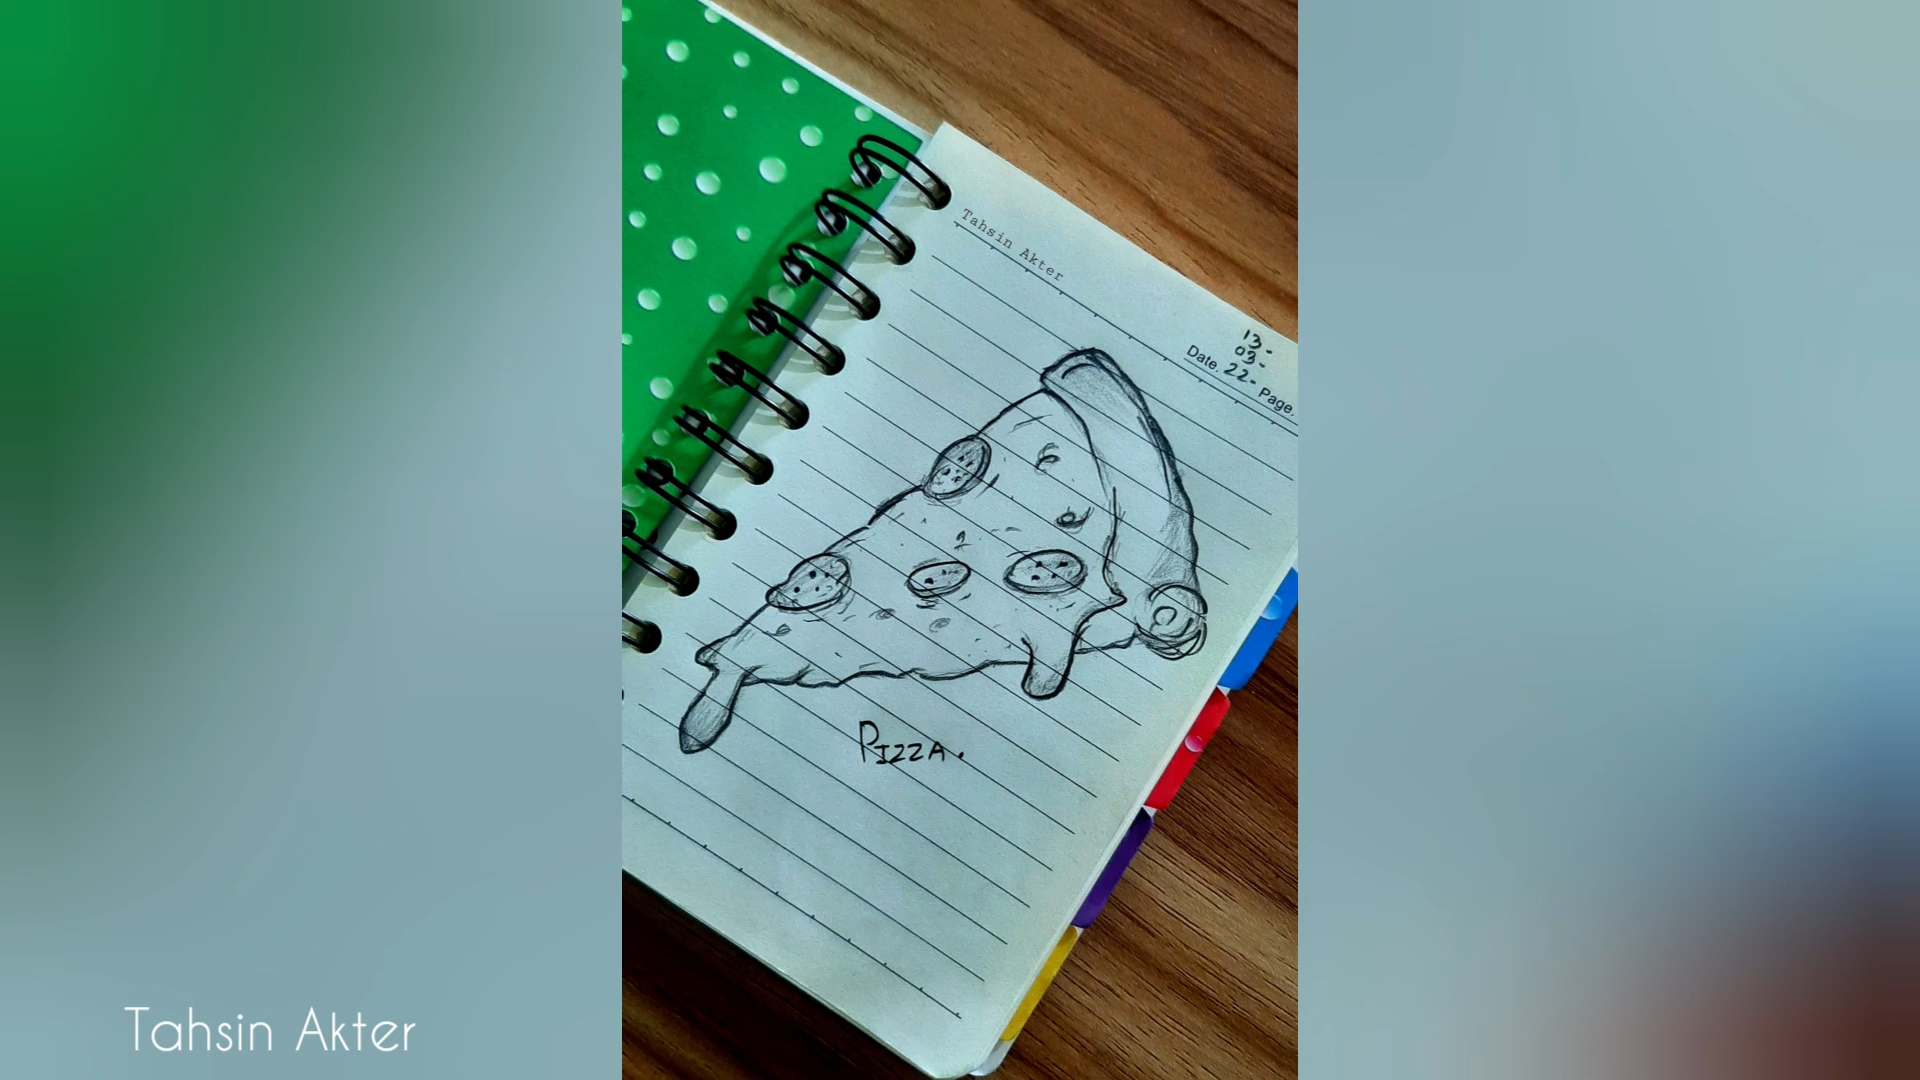 Tahsin Akter
13-
03-
Date. 22- Page.
PIZZA.
Tahsin Akter